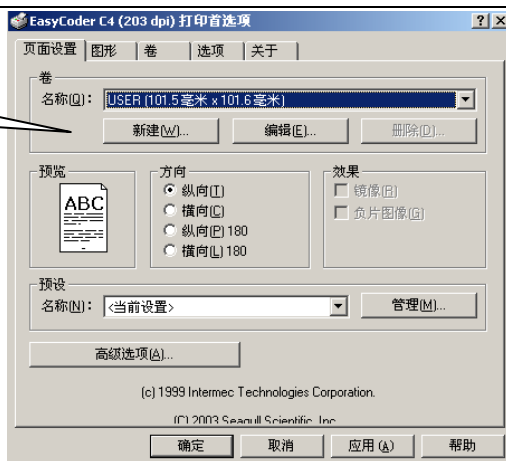 EasyCoder C4 (203 dpi) 打印首选项
页面设置 图形 卷 选项 关于
卷
名称(Q): USER (101.5毫米 x 101.6毫米)
新建(W)... 编辑(E)... 删除(D)...
预览 方向 效果
ABC
纵向(T) 镜像(R)
横向(C) 负片图像(G)
纵向(P) 180
横向(L) 180
预设
名称(N): <当前设置> 管理(M)...
高级选项(A)...
(c) 1999 Intermec Technologies Corporation.
(C) 2003 Seagull Scientific, Inc
确定 取消 应用(A) 帮助